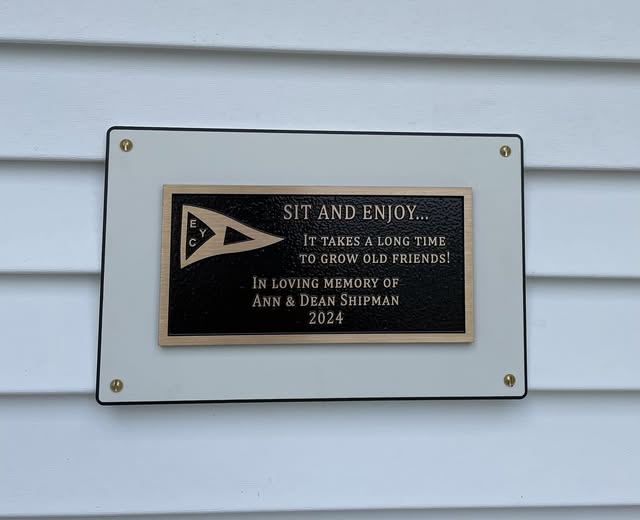 SIT AND ENJOY...
IT TAKES A LONG TIME
TO GROW OLD FRIENDS!
E
Y
C
IN LOVING MEMORY OF
ANN & DEAN SHIPMAN
2024